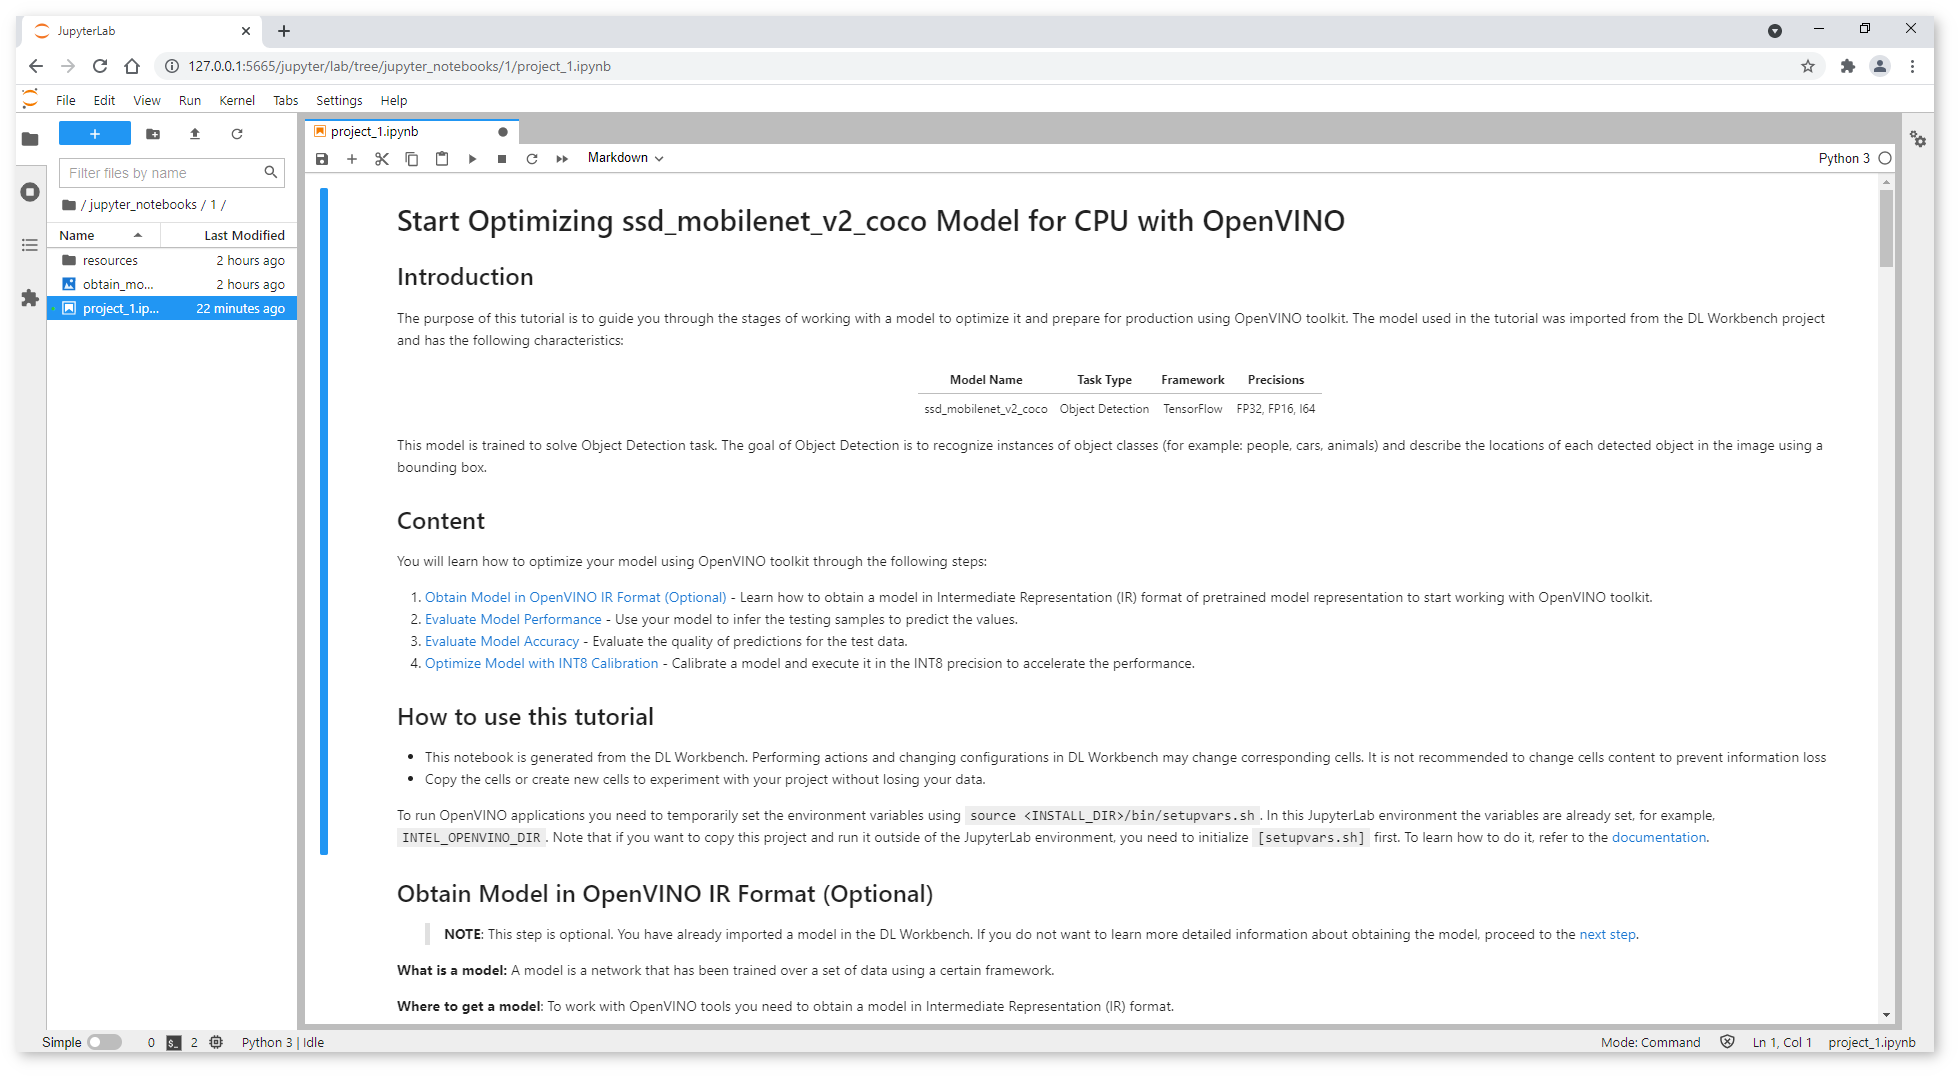 JupyterLab
127.0.0.1:5665/jupyter/lab/tree/jupyter_notebooks/1/project_1.ipynb
File Edit View Run Kernel Tabs Settings Help
project_1.ipynb
Markdown
Python 3
Filter files by name
/ jupyter_notebooks / 1 /
Name Last Modified
resources 2 hours ago
obtain_mo... 2 hours ago
project_1.ip... 22 minutes ago
Start Optimizing ssd_mobilenet_v2_coco Model for CPU with OpenVINO
Introduction
The purpose of this tutorial is to guide you through the stages of working with a model to optimize it and prepare for production using OpenVINO toolkit. The model used in the tutorial was imported from the DL Workbench project
and has the following characteristics:
Model Name Task Type Framework Precisions
ssd_mobilenet_v2_coco Object Detection TensorFlow FP32, FP16, I64
This model is trained to solve Object Detection task. The goal of Object Detection is to recognize instances of object classes (for example: people, cars, animals) and describe the locations of each detected object in the image using a
bounding box.
Content
You will learn how to optimize your model using OpenVINO toolkit through the following steps:
1. Obtain Model in OpenVINO IR Format (Optional) - Learn how to obtain a model in Intermediate Representation (IR) format of pretrained model representation to start working with OpenVINO toolkit.
2. Evaluate Model Performance - Use your model to infer the testing samples to predict the values.
3. Evaluate Model Accuracy - Evaluate the quality of predictions for the test data.
4. Optimize Model with INT8 Calibration - Calibrate a model and execute it in the INT8 precision to accelerate the performance.
How to use this tutorial
• This notebook is generated from the DL Workbench. Performing actions and changing configurations in DL Workbench may change corresponding cells. It is not recommended to change cells content to prevent information loss
• Copy the cells or create new cells to experiment with your project without losing your data.
To run OpenVINO applications you need to temporarily set the environment variables using source <INSTALL_DIR>/bin/setupvars.sh . In this JupyterLab environment the variables are already set, for example,
INTEL_OPENVINO_DIR . Note that if you want to copy this project and run it outside of the JupyterLab environment, you need to initialize [setupvars.sh] first. To learn how to do it, refer to the documentation.
Obtain Model in OpenVINO IR Format (Optional)
NOTE: This step is optional. You have already imported a model in the DL Workbench. If you do not want to learn more detailed information about obtaining the model, proceed to the next step.
What is a model: A model is a network that has been trained over a set of data using a certain framework.
Where to get a model: To work with OpenVINO tools you need to obtain a model in Intermediate Representation (IR) format.
Simple 0 $_ 2 Python 3 | Idle Mode: Command Ln 1, Col 1 project_1.ipynb